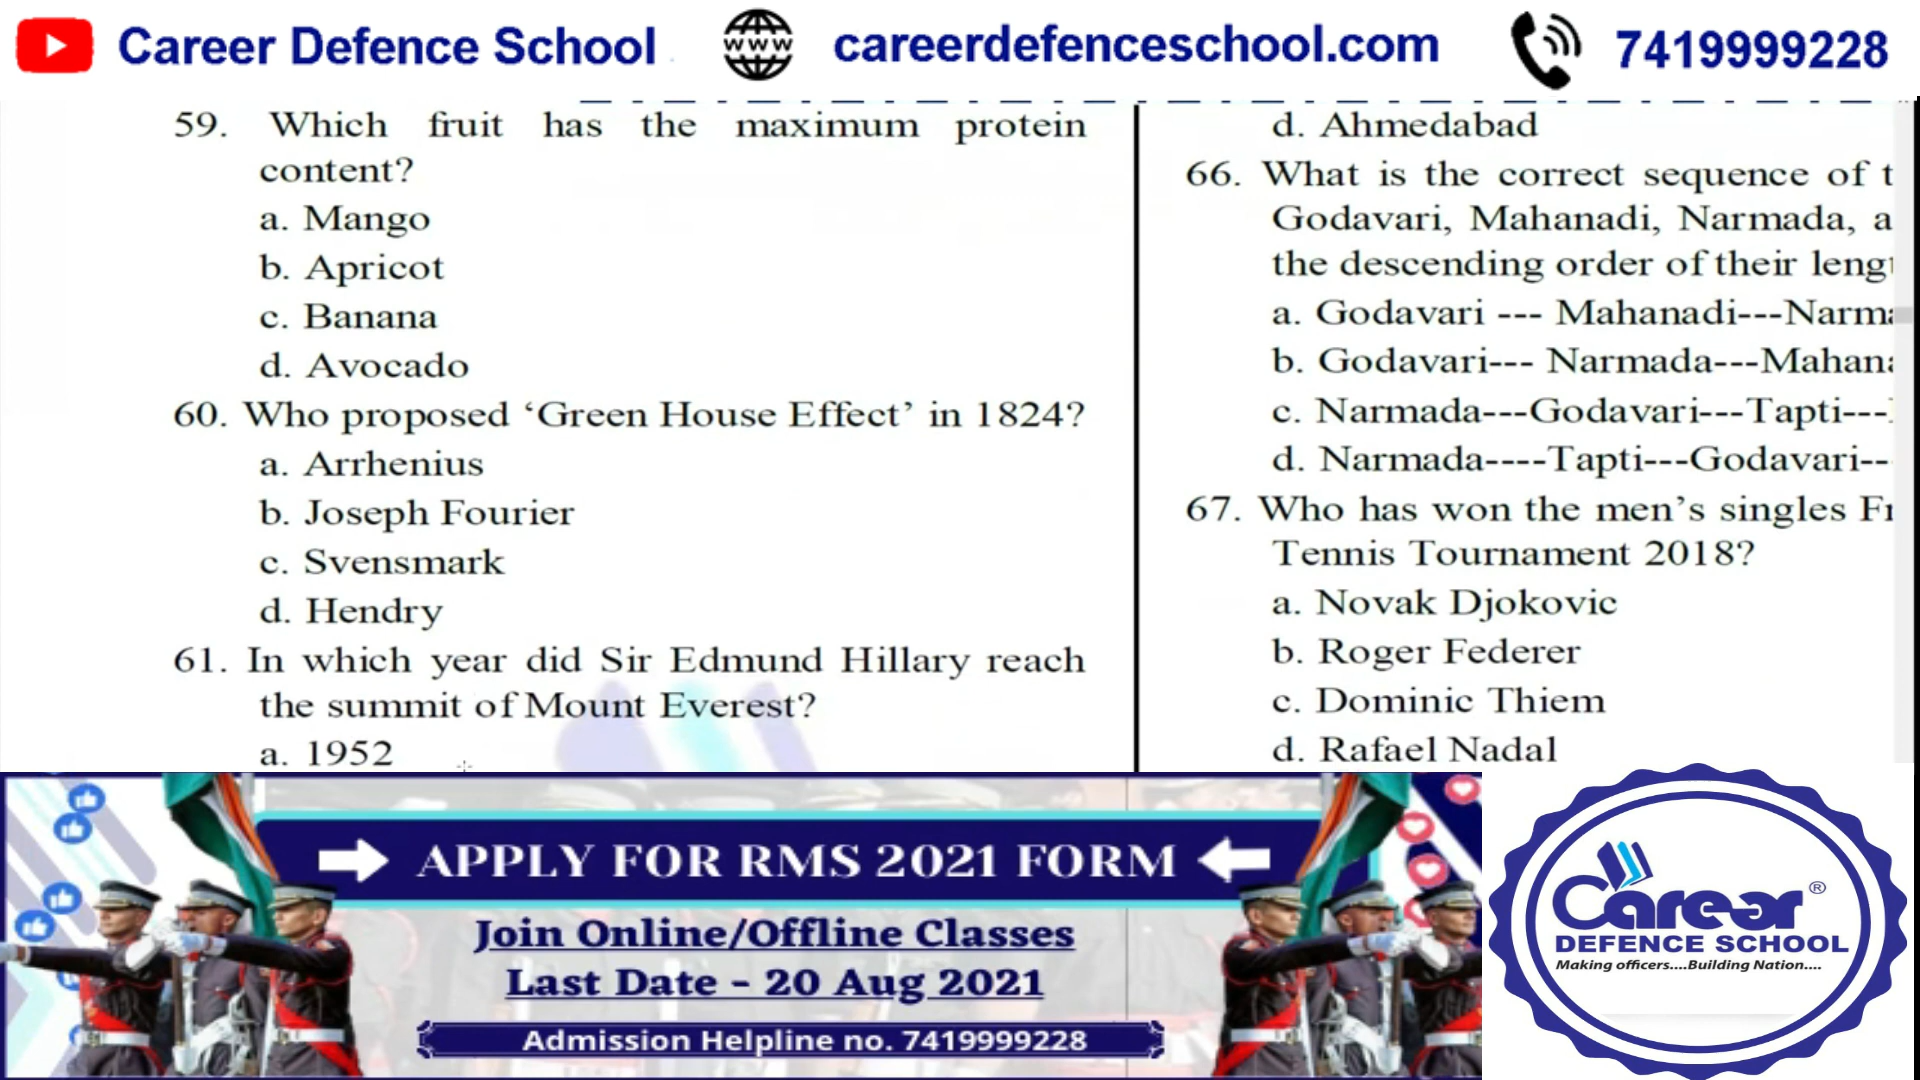 Career Defence School
www
careerdefenceschool.com
7419999228
59. Which fruit has the maximum protein
content?
a. Mango
b. Apricot
c. Banana
d. Avocado
60. Who proposed ‘Green House Effect’ in 1824?
a. Arrhenius
b. Joseph Fourier
c. Svensmark
d. Hendry
61. In which year did Sir Edmund Hillary reach
the summit of Mount Everest?
a. 1952
d. Ahmedabad
66. What is the correct sequence of
Godavari, Mahanadi, Narmada,
the descending order of their
a. Godavari --- Mahanadi---
b. Godavari--- Narmada---
c. Narmada---Godavari---Tapti---
d. Narmada----Tapti---Godavari--
67. Who has won the men’s singles
Tennis Tournament 2018?
a. Novak Djokovic
b. Roger Federer
c. Dominic Thiem
d. Rafael Nadal
APPLY FOR RMS 2021 FORM
Join Online/Offline Classes
Last Date - 20 Aug 2021
Admission Helpline no. 7419999228
Carear®
DEFENCE SCHOOL
Making officers....Building Nation....